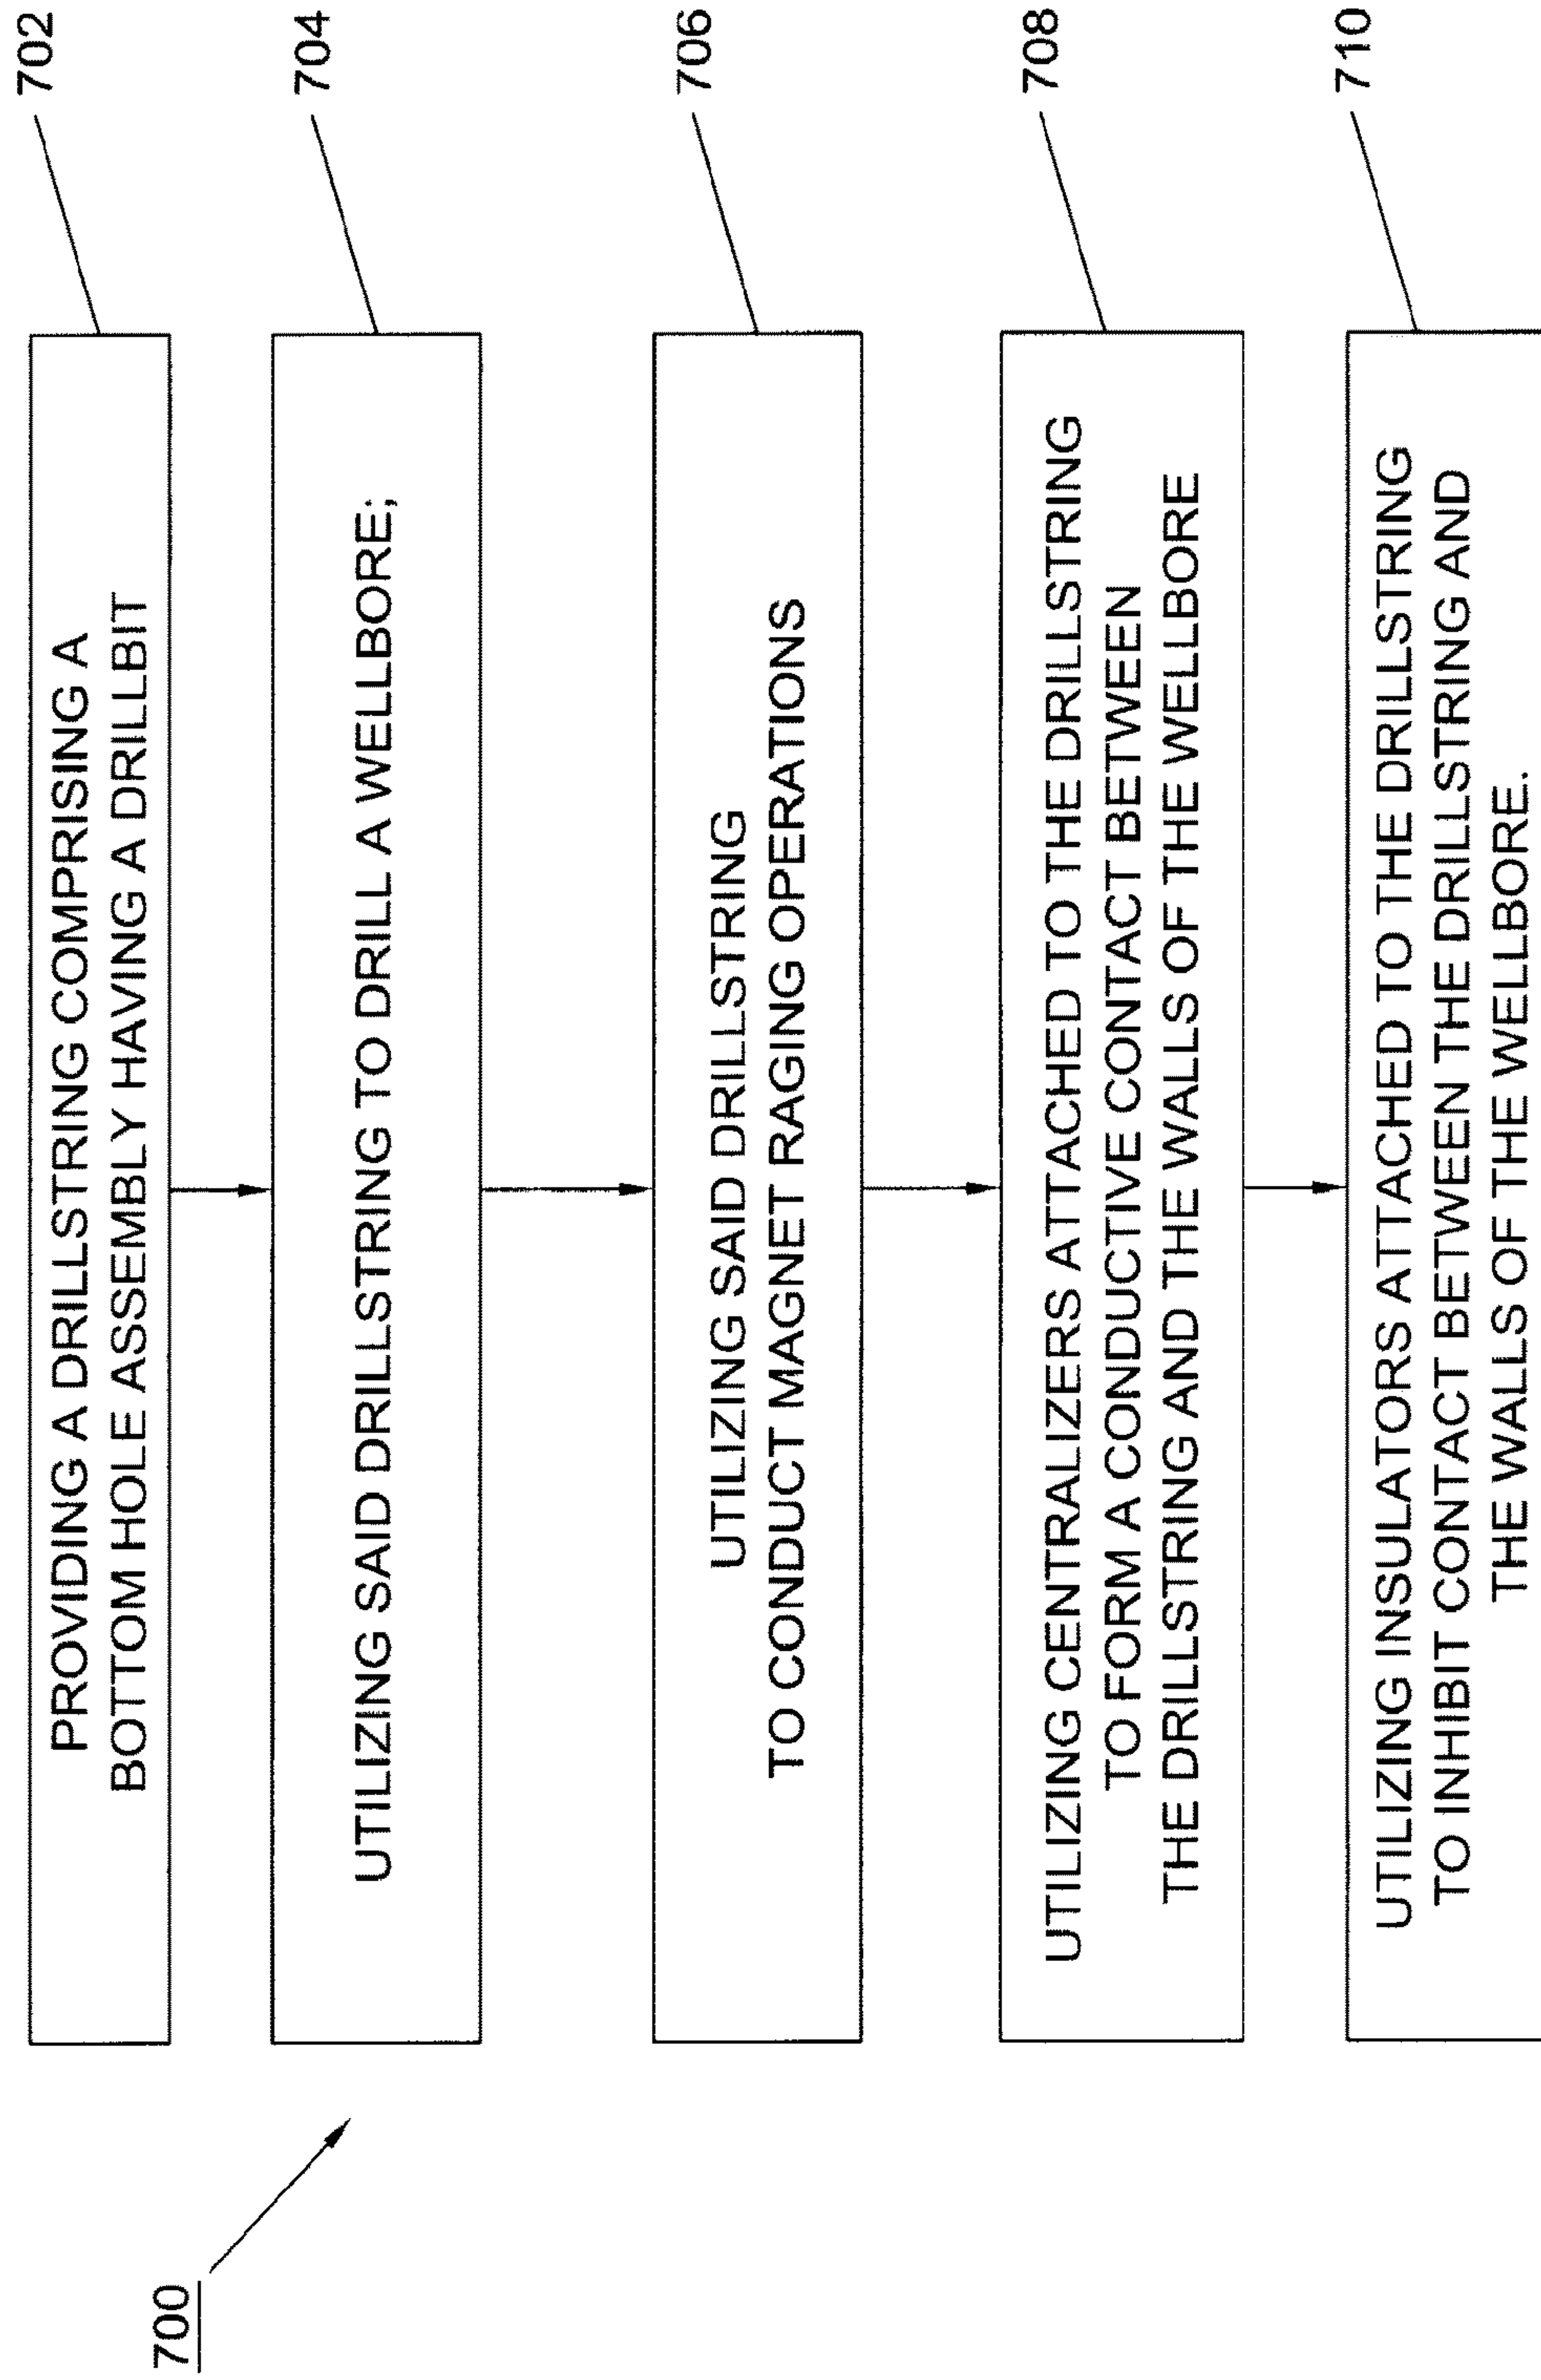 700
PROVIDING A DRILLSTRING COMPRISING A
BOTTOM HOLE ASSEMBLY HAVING A DRILLBIT
702
UTILIZING SAID DRILLSTRING TO DRILL A WELLBORE;
704
UTILIZING SAID DRILLSTRING
TO CONDUCT MAGNET RAGING OPERATIONS
706
UTILIZING CENTRALIZERS ATTACHED TO THE DRILLSTRING
TO FORM A CONDUCTIVE CONTACT BETWEEN
THE DRILLSTRING AND THE WALLS OF THE WELLBORE
708
UTILIZING INSULATORS ATTACHED TO THE DRILLSTRING
TO INHIBIT CONTACT BETWEEN THE DRILLSTRING AND
THE WALLS OF THE WELLBORE.
710